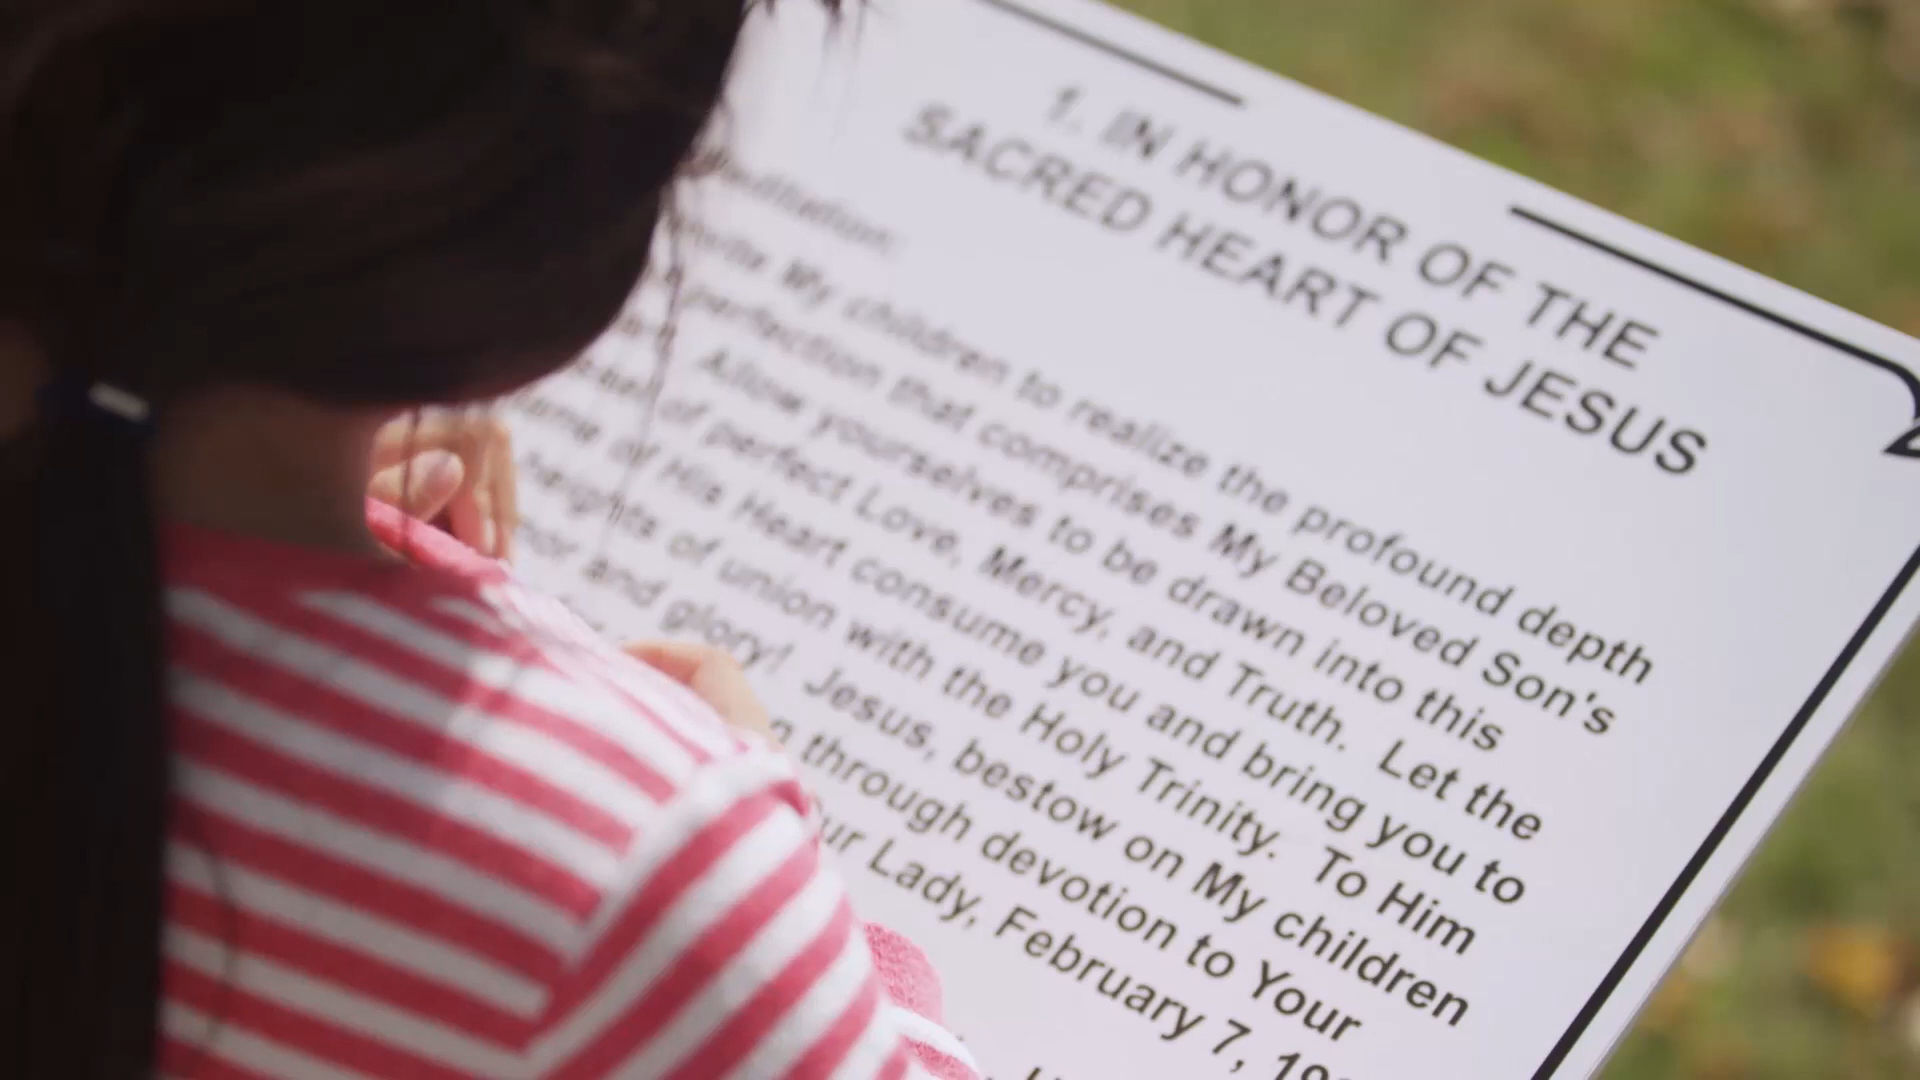 1. IN HONOR OF THE
SACRED HEART OF JESUS
My children to realize the profound depth
perfection that comprises My Beloved Son's
Allow yourselves to be drawn into this
of perfect Love, Mercy, and Truth. Let the
of His Heart consume you and bring you to
heights of union with the Holy Trinity. To Him
and glory! Jesus, bestow on My children
through devotion to Your
Lady, February 7,